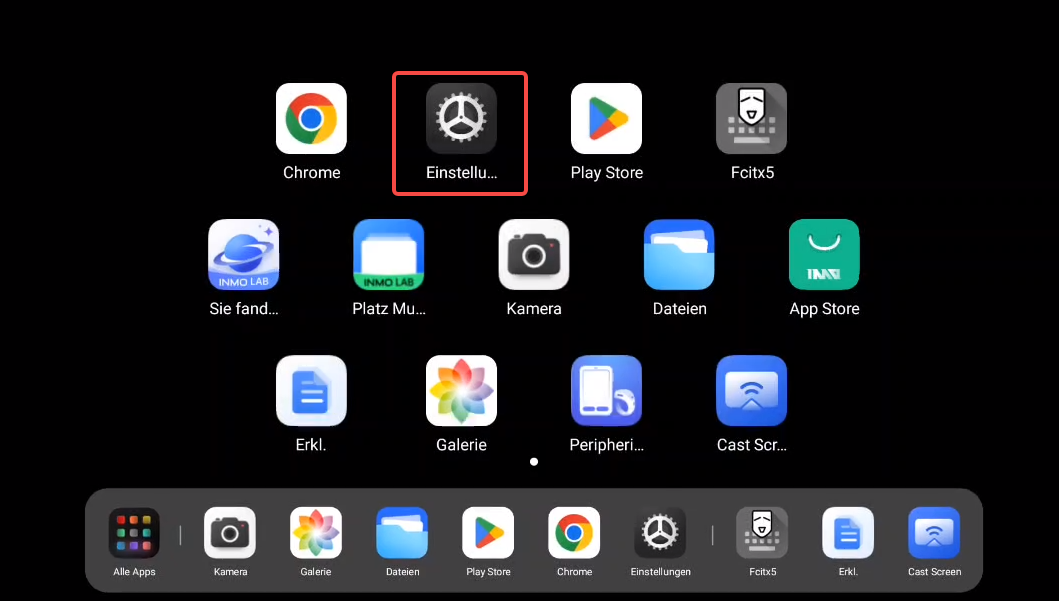 Chrome
Einstellu...
Play Store
Fcitx5
INMO LAB
INMO LAB
INMO
Sie fand...
Platz Mu...
Kamera
Dateien
App Store
Erkl.
Galerie
Peripheri...
Cast Scr...
Alle Apps
Kamera
Galerie
Dateien
Play Store
Chrome
Einstellungen
Fcitx5
Erkl.
Cast Screen